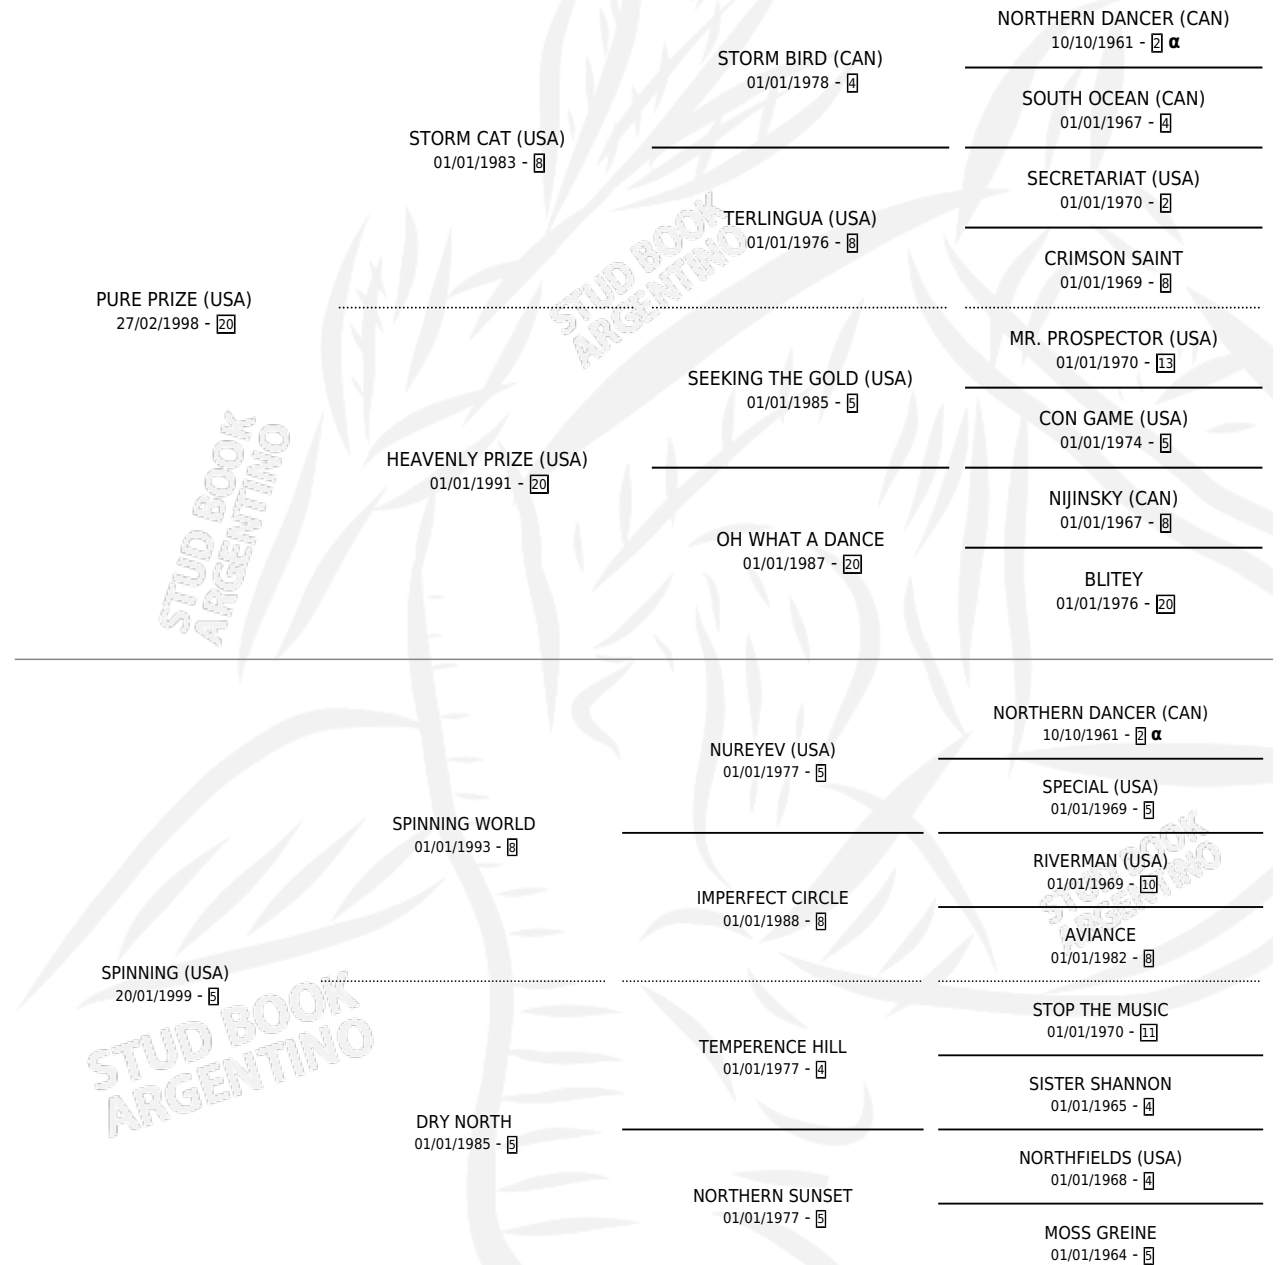 NORTHERN DANCER (CAN)
10/10/1961 - 2 α
STORM BIRD (CAN)
01/01/1978 - 4
SOUTH OCEAN (CAN)
01/01/1967 - 4
STORM CAT (USA)
01/01/1983 - 8
SECRETARIAT (USA)
01/01/1970 - 2
TERLINGUA (USA)
01/01/1976 - 8
CRIMSON SAINT
01/01/1969 - 8
PURE PRIZE (USA)
27/02/1998 - 20
MR. PROSPECTOR (USA)
01/01/1970 - 13
SEEKING THE GOLD (USA)
01/01/1985 - 5
CON GAME (USA)
01/01/1974 - 5
HEAVENLY PRIZE (USA)
01/01/1991 - 20
NIJINSKY (CAN)
01/01/1967 - 8
OH WHAT A DANCE
01/01/1987 - 20
BLITEY
01/01/1976 - 20
NORTHERN DANCER (CAN)
10/10/1961 - 2 α
NUREYEV (USA)
01/01/1977 - 5
SPECIAL (USA)
01/01/1969 - 5
SPINNING WORLD
01/01/1993 - 8
RIVERMAN (USA)
01/01/1969 - 10
IMPERFECT CIRCLE
01/01/1988 - 8
AVIANCE
01/01/1982 - 8
SPINNING (USA)
20/01/1999 - 5
STOP THE MUSIC
01/01/1970 - 11
TEMPERENCE HILL
01/01/1977 - 4
SISTER SHANNON
01/01/1965 - 4
DRY NORTH
01/01/1985 - 5
NORTHFIELDS (USA)
01/01/1968 - 4
NORTHERN SUNSET
01/01/1977 - 5
MOSS GREINE
01/01/1964 - 5
STUD BOOK
ARGENTINO
STUD BOOK
ARGENTINO
STUD BOOK
ARGENTINO
STUD BOOK
ARGENTINO